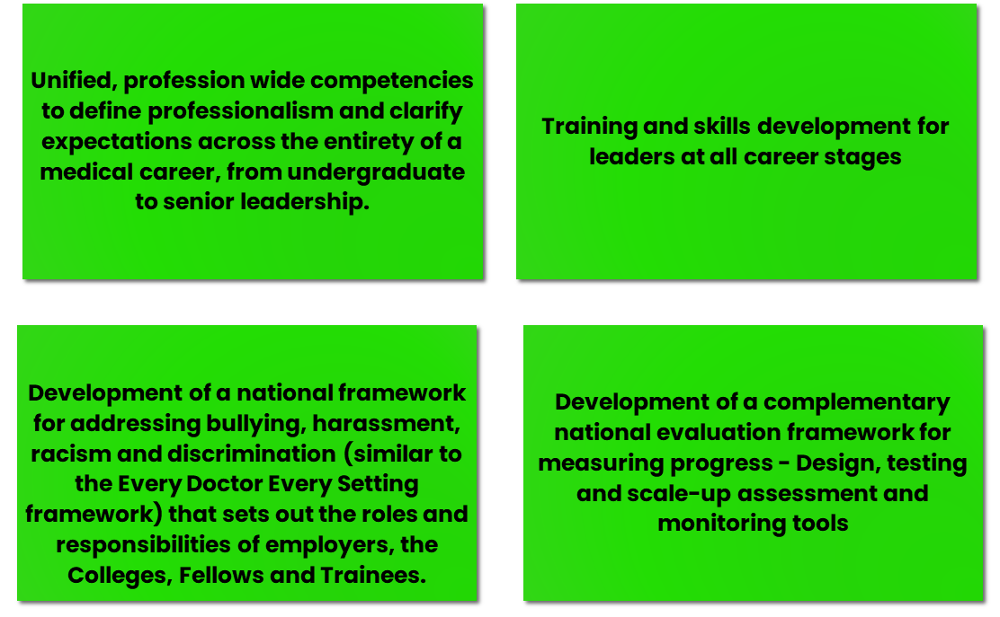 Unified, profession wide competencies
to define professionalism and clarify
expectations across the entirety of a
medical career, from undergraduate
to senior leadership.
Training and skills development for
leaders at all career stages
Development of a national framework
for addressing bullying, harassment,
racism and discrimination (similar to
the Every Doctor Every Setting
framework) that sets out the roles and
responsibilities of employers, the
Colleges, Fellows and Trainees.
Development of a complementary
national evaluation framework for
measuring progress – Design, testing
and scale-up assessment and
monitoring tools